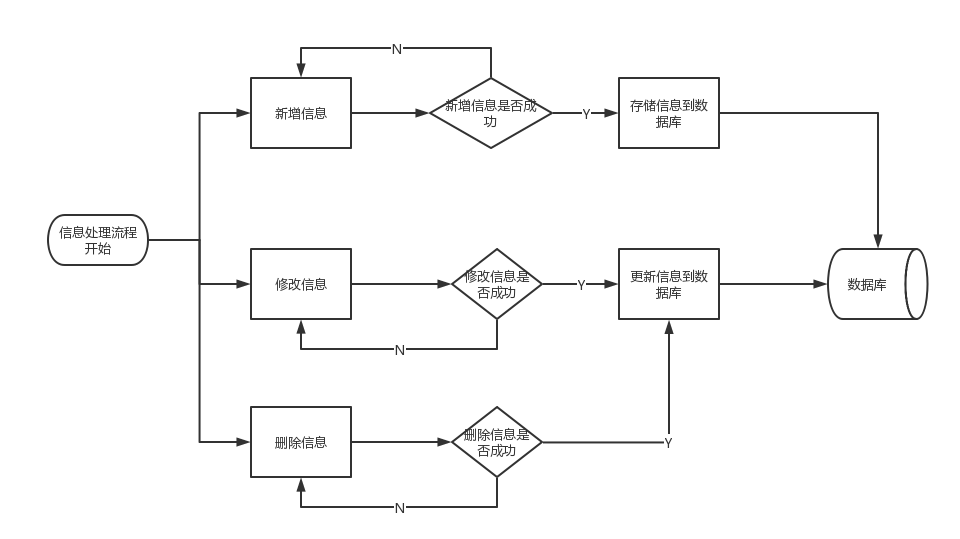 N
新增信息
新增信息是否成
功
Y
存储信息到数
据库
信息处理流程
开始
修改信息
修改信息是
否成功
Y
更新信息到数
据库
数据库
N
删除信息
删除信息是
否成功
Y
N